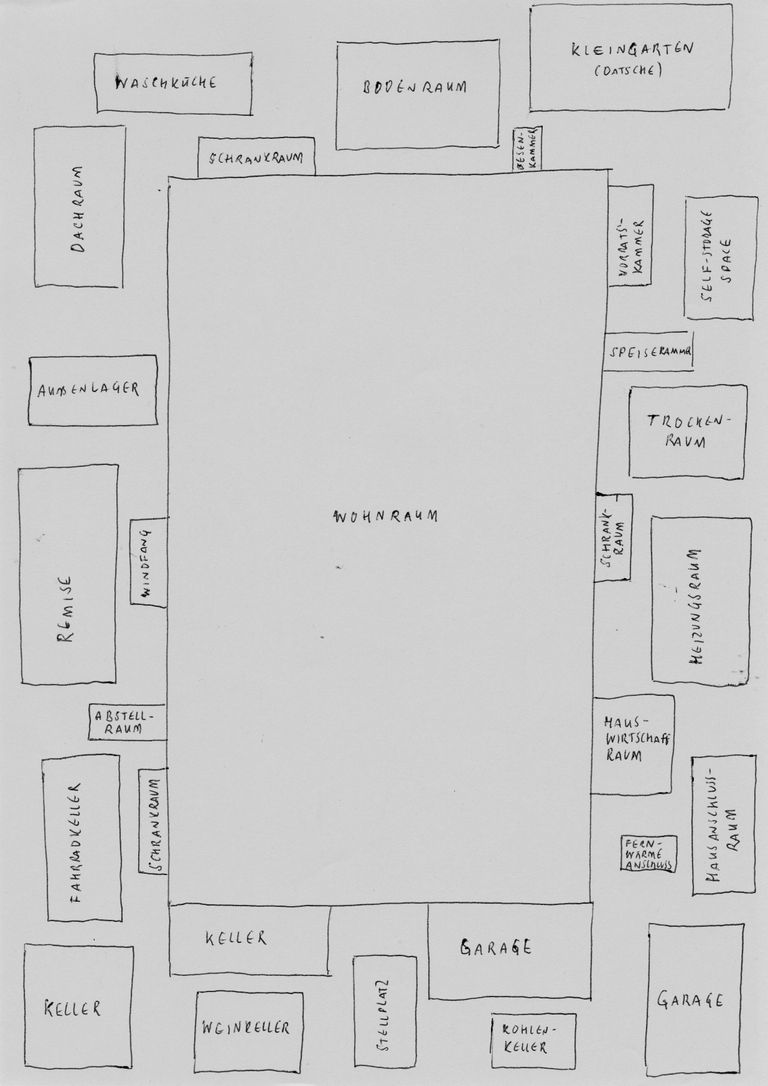 KLEINGARTEN
(DATSCHE)
WASCHKÜCHE
BODENRAUM
SCHRANKRAUM
BESEN-
KAMMER
DACHRAUM
VORRATS-
KAMMER
SELF-STORAGE
SPACE
SPEISEKAMMER
AUßENLAGER
TROCKEN-
RAUM
WOHNRAUM
SCHRANK-
RAUM
WINDFANG
REMISE
HEIZUNGSRAUM
ABSTELL-
RAUM
HAUS-
WIRTSCHAFTS
RAUM
FAHRRADKELLER
SCHRANKRAUM
FERN-
WÄRME
ANSCHLUSS
HAUSANSCHLUSS-
RAUM
KELLER
GARAGE
KELLER
WEINKELLER
STELLPLATZ
KOHLEN-
KELLER
GARAGE